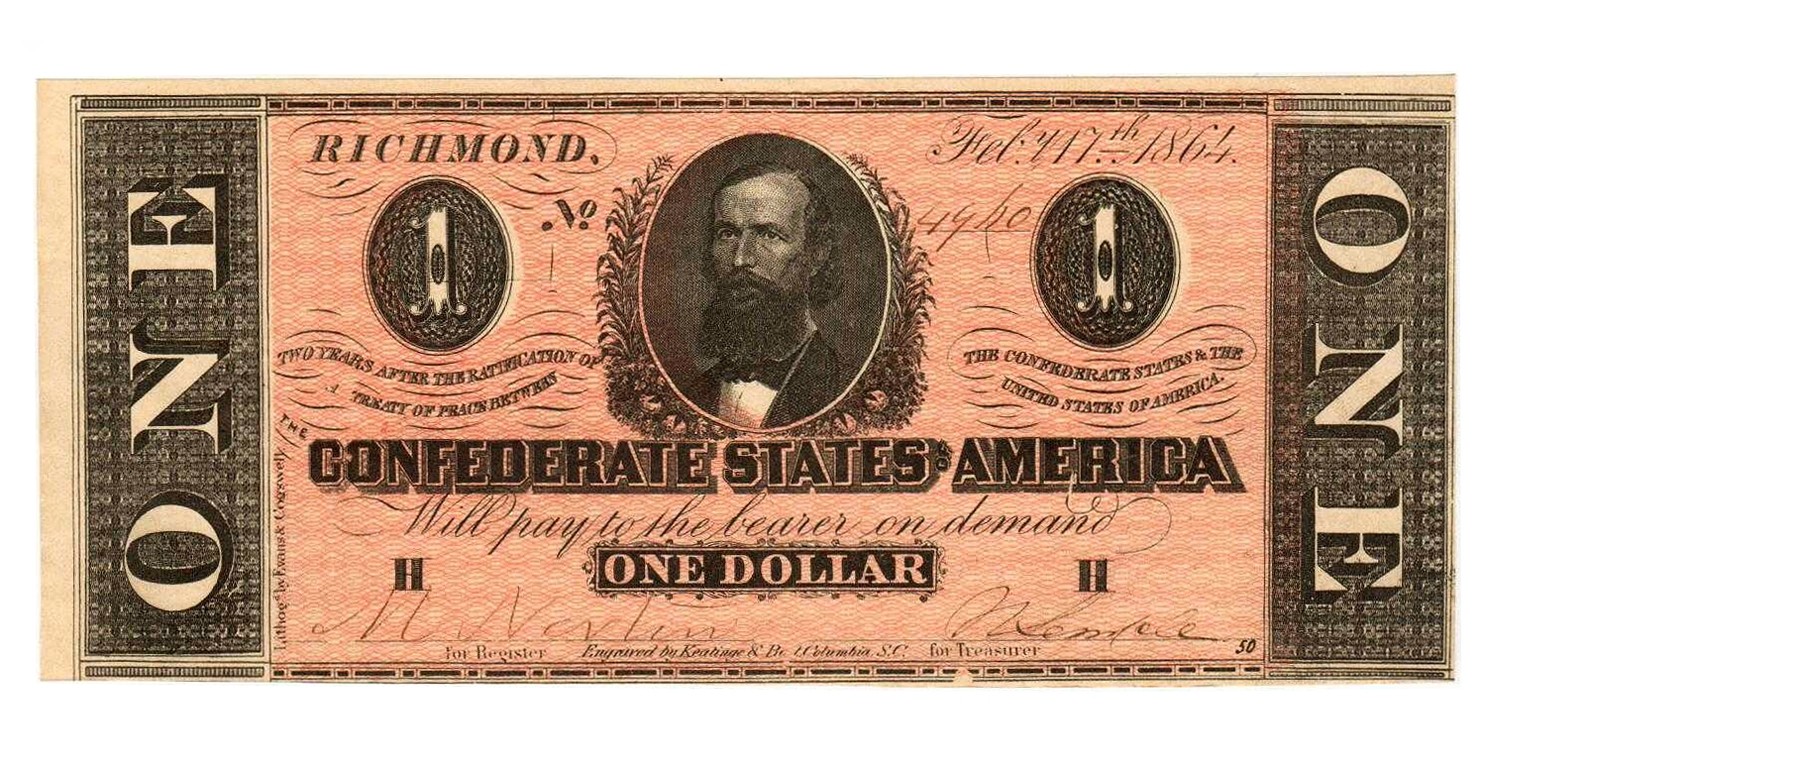 RICHMOND. Feb:y 17.th 1864.
1 No 4940 1
TWO YEARS AFTER THE RATIFICATION OF THE CONFEDERATE STATES & THE
A TREATY OF PEACE BETWEEN UNITED STATES OF AMERICA.
THE
CONFEDERATE STATES OF AMERICA
Will pay to the bearer on demand
H ONE DOLLAR H
for Register Engraved by Keatinge & Columbia, S.C. for Treasurer 50
ONE
ONE
Lithog'd by Evans & Cogswell